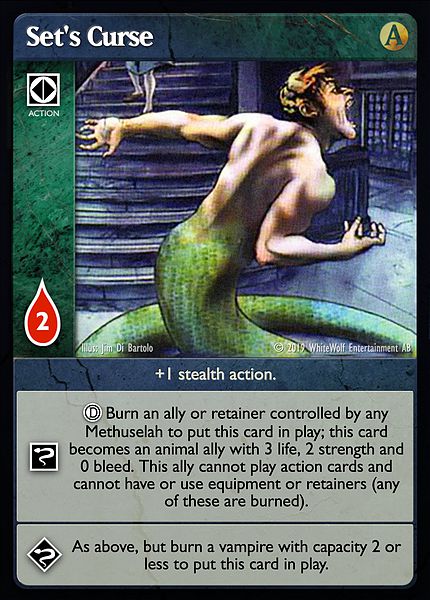 Set's Curse
A
ACTION
2
Illus: Jim Di Bartolo
© 2019 WhiteWolf Entertainment AB
+1 stealth action.
Ⓓ Burn an ally or retainer controlled by any
Methuselah to put this card in play; this card
becomes an animal ally with 3 life, 2 strength and
0 bleed. This ally cannot play action cards and
cannot have or use equipment or retainers (any
of these are burned).
As above, but burn a vampire with capacity 2 or
less to put this card in play.